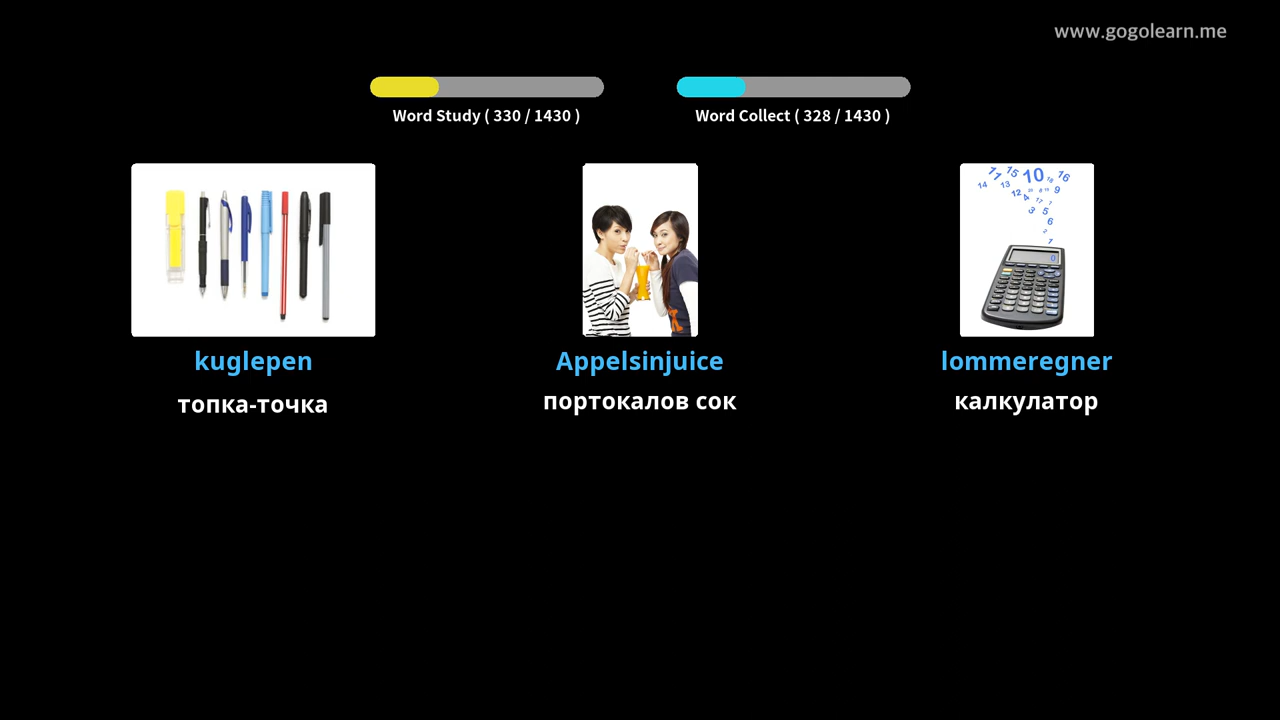 www.gogolearn.me
Word Study ( 330 / 1430 )
Word Collect ( 328 / 1430 )
kuglepen
топка-точка
Appelsinjuice
портокалов сок
lommeregner
калкулатор